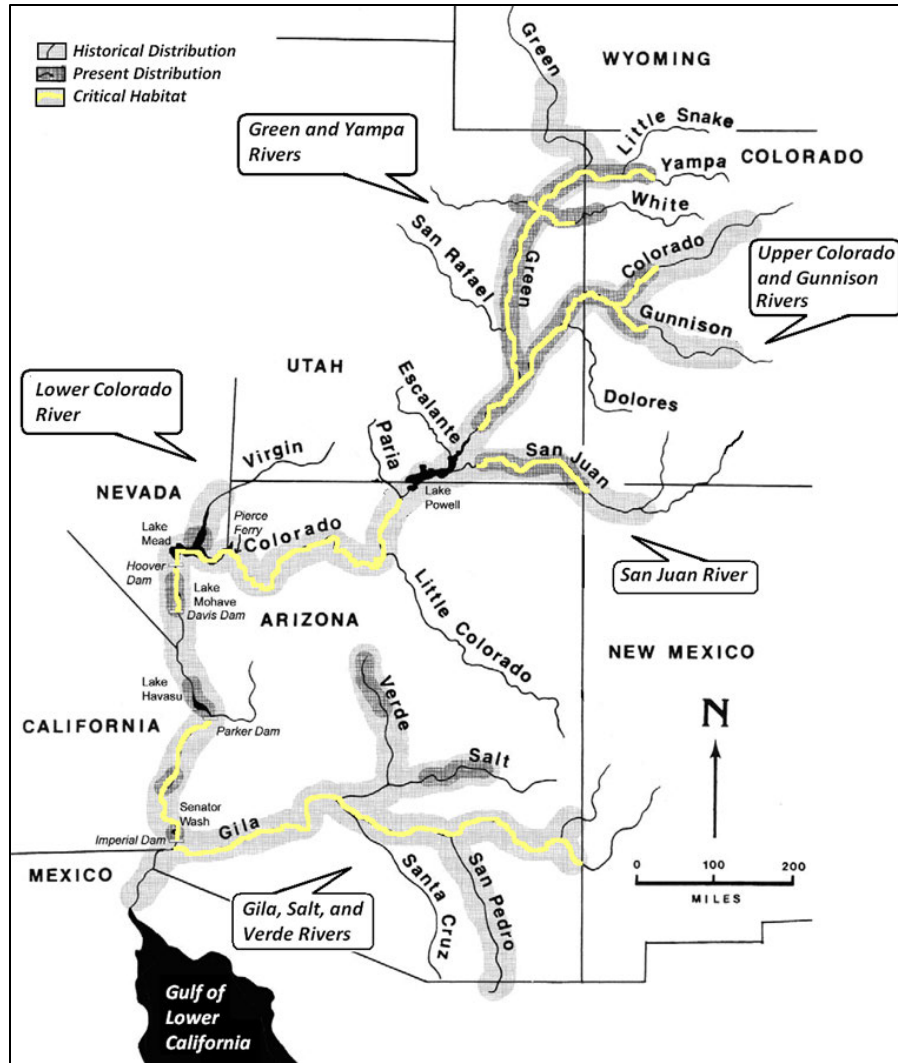 Historical Distribution
Present Distribution
Critical Habitat
Green
WYOMING
Green and Yampa
Rivers
Little Snake
Yampa
COLORADO
White
San Rafael
Green
Colorado
Upper Colorado
and Gunnison
Rivers
Gunnison
UTAH
Escalante
Dolores
Lower Colorado
River
Virgin
Paria
San Juan
NEVADA
Lake
Powell
Pierce
Ferry
Lake
Mead
Colorado
Hoover
Dam
San Juan River
Lake
Mohave
Davis Dam
ARIZONA
Little Colorado
NEW MEXICO
Lake
Havasu
Verde
N
CALIFORNIA
Parker Dam
Salt
Senator
Wash
Gila
Imperial Dam
MEXICO
Santa
Cruz
San Pedro
0 100 200
MILES
Gila, Salt, and
Verde Rivers
Gulf of
Lower
California